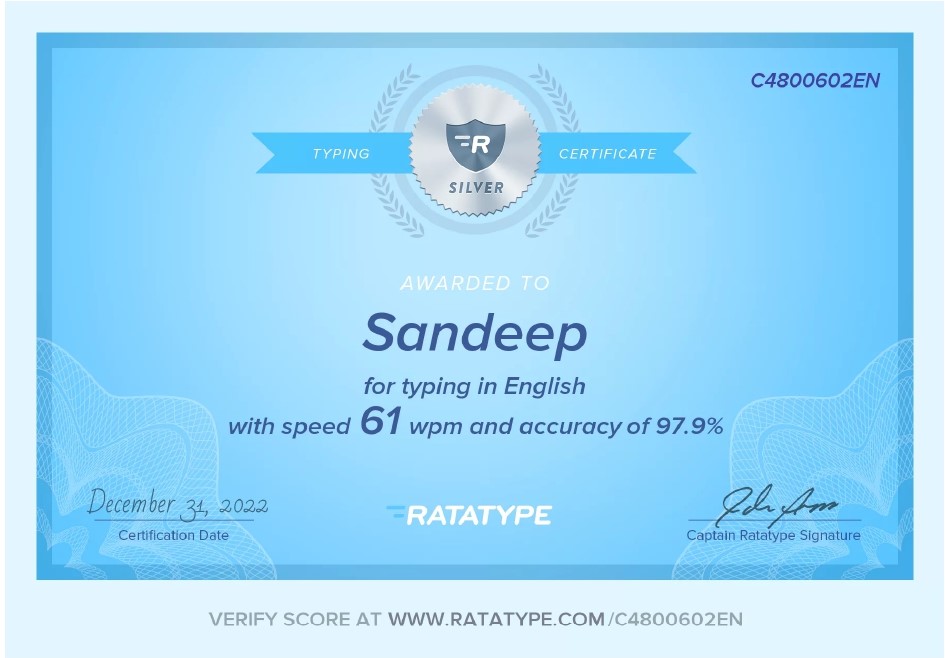 C4800602EN
TYPING
R
CERTIFICATE
SILVER
AWARDED TO
Sandeep
for typing in English
with speed 61 wpm and accuracy of 97.9%
December 31, 2022
Certification Date
RATATYPE
Captain Ratatype Signature
VERIFY SCORE AT WWW.RATATYPE.COM/C4800602EN